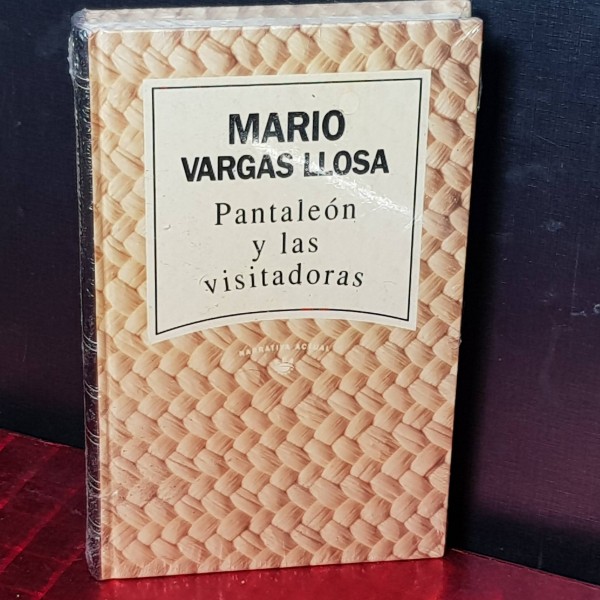 MARIO
VARGAS LLOSA
Pantaleón
y las
visitadoras
NARRATIVA ACTUAL